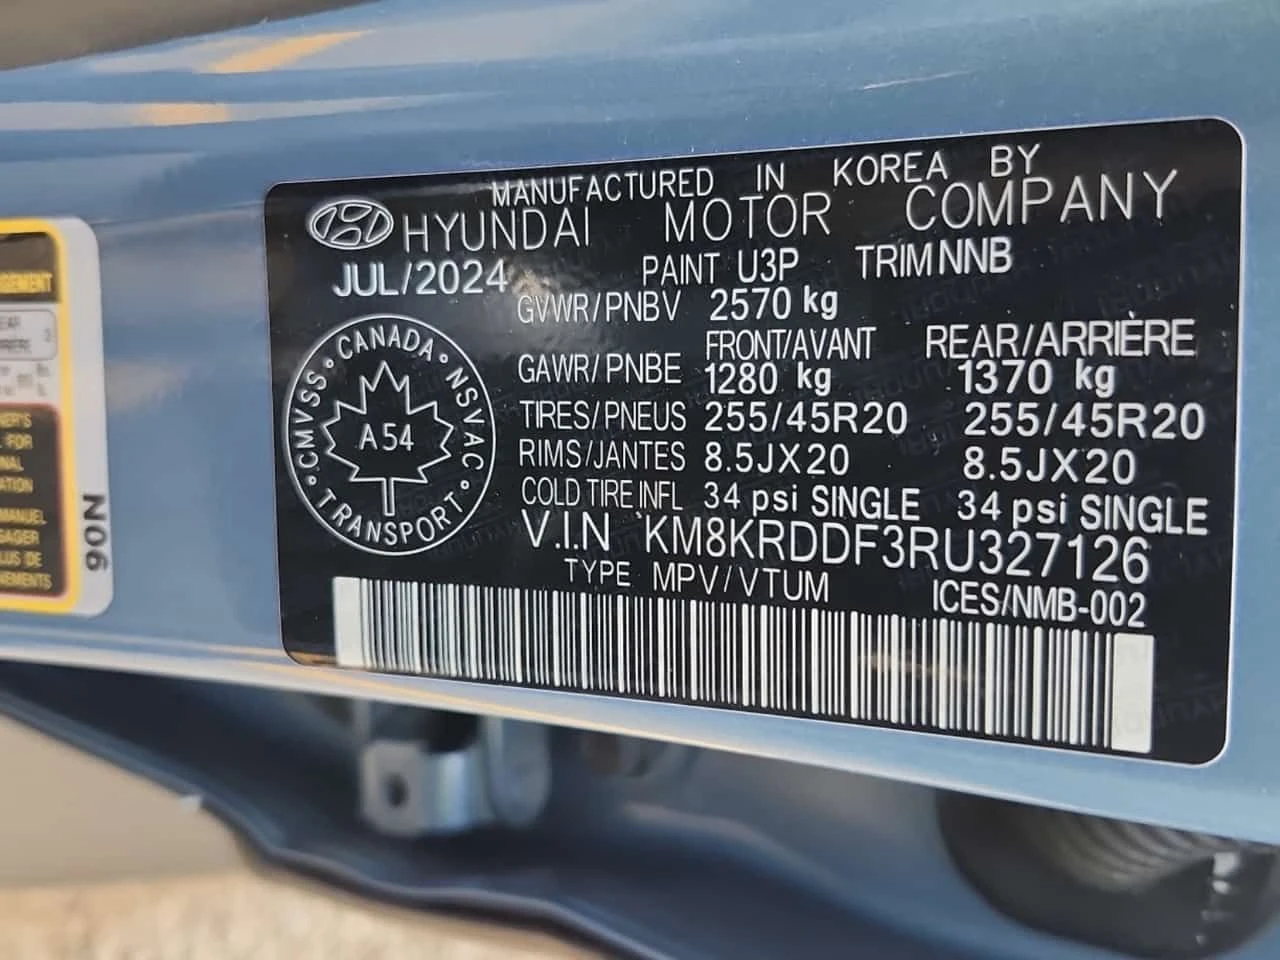 MANUFACTURED IN KOREA BY
HYUNDAI MOTOR COMPANY
JUL/2024 PAINT U3P TRIM NNB
GVWR/PNBV 2570 kg
FRONT/AVANT REAR/ARRIÈRE
GAWR/PNBE 1280 kg 1370 kg
TIRES/PNEUS 255/45R20 255/45R20
RIMS/JANTES 8.5JX20 8.5JX20
COLD TIRE INFL 34 psi SINGLE 34 psi SINGLE
V.I.N KM8KRDDF3RU327126
TYPE MPV/VTUM ICES/NMB-002
CANADA • NSVAC • TRANSPORT • CMVSS •
A54
90N
FOR
MANUEL
DE